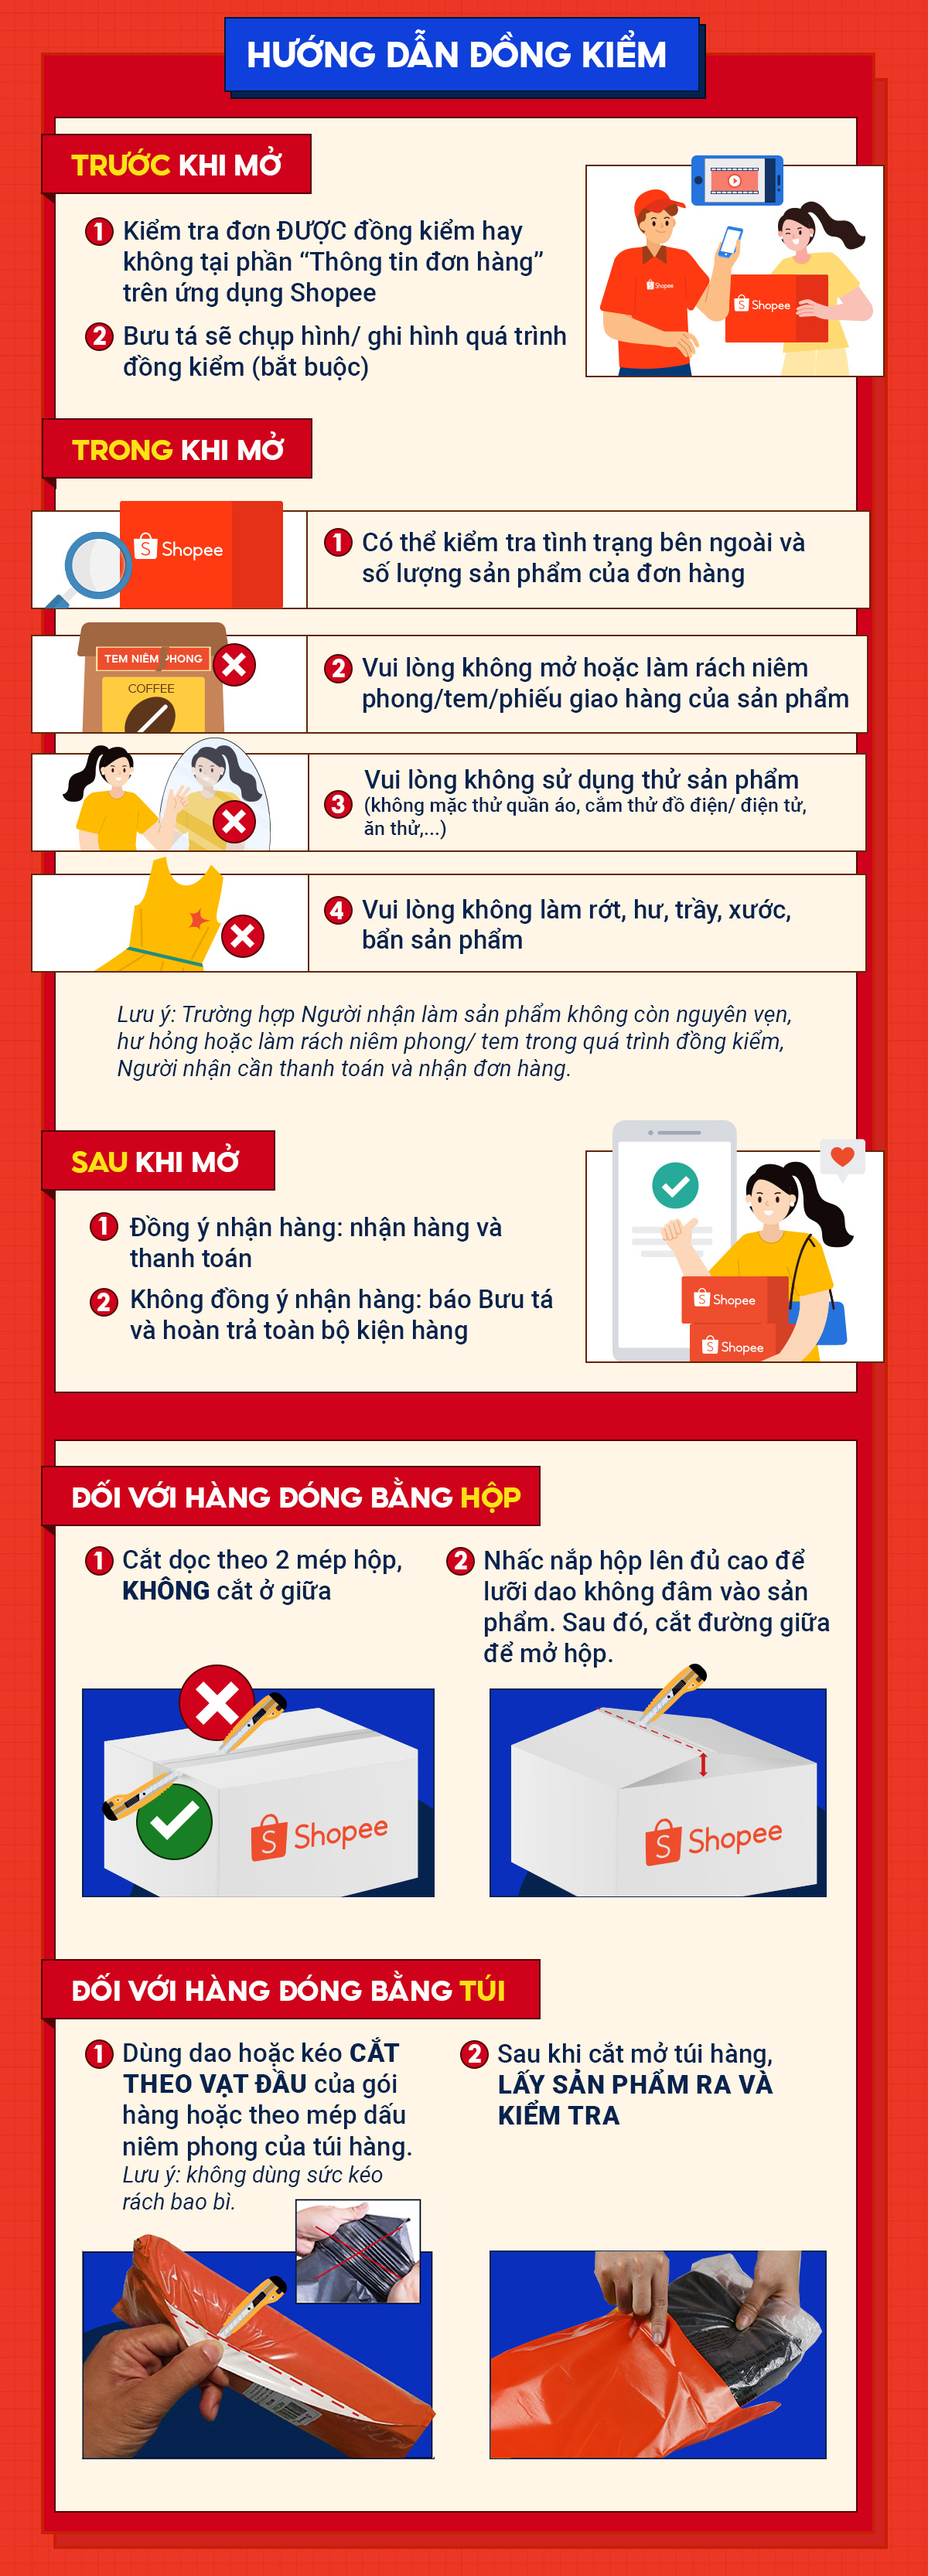 HƯỚNG DẪN ĐỒNG KIỂM
TRƯỚC KHI MỞ
1 Kiểm tra đơn ĐƯỢC đồng kiểm hay
không tại phần “Thông tin đơn hàng”
trên ứng dụng Shopee
2 Bưu tá sẽ chụp hình/ ghi hình quá trình
đồng kiểm (bắt buộc)
Shopee
Shopee
TRONG KHI MỞ
Shopee
1 Có thể kiểm tra tình trạng bên ngoài và
số lượng sản phẩm của đơn hàng
TEM NIÊM PHONG
COFFEE
2 Vui lòng không mở hoặc làm rách niêm
phong/tem/phiếu giao hàng của sản phẩm
3 Vui lòng không sử dụng thử sản phẩm
(không mặc thử quần áo, cắm thử đồ điện/ điện tử,
ăn thử,...)
4 Vui lòng không làm rớt, hư, trầy, xước,
bẩn sản phẩm
Lưu ý: Trường hợp Người nhận làm sản phẩm không còn nguyên vẹn,
hư hỏng hoặc làm rách niêm phong/ tem trong quá trình đồng kiểm,
Người nhận cần thanh toán và nhận đơn hàng.
SAU KHI MỞ
1 Đồng ý nhận hàng: nhận hàng và
thanh toán
2 Không đồng ý nhận hàng: báo Bưu tá
và hoàn trả toàn bộ kiện hàng
Shopee
Shopee
ĐỐI VỚI HÀNG ĐÓNG BẰNG HỘP
1 Cắt dọc theo 2 mép hộp,
KHÔNG cắt ở giữa
2 Nhấc nắp hộp lên đủ cao để
lưỡi dao không đâm vào sản
phẩm. Sau đó, cắt đường giữa
để mở hộp.
Shopee
Shopee
ĐỐI VỚI HÀNG ĐÓNG BẰNG TÚI
1 Dùng dao hoặc kéo CẮT
THEO VẠT ĐẦU của gói
hàng hoặc theo mép dấu
niêm phong của túi hàng.
Lưu ý: không dùng sức kéo
rách bao bì.
2 Sau khi cắt mở túi hàng,
LẤY SẢN PHẨM RA VÀ
KIỂM TRA